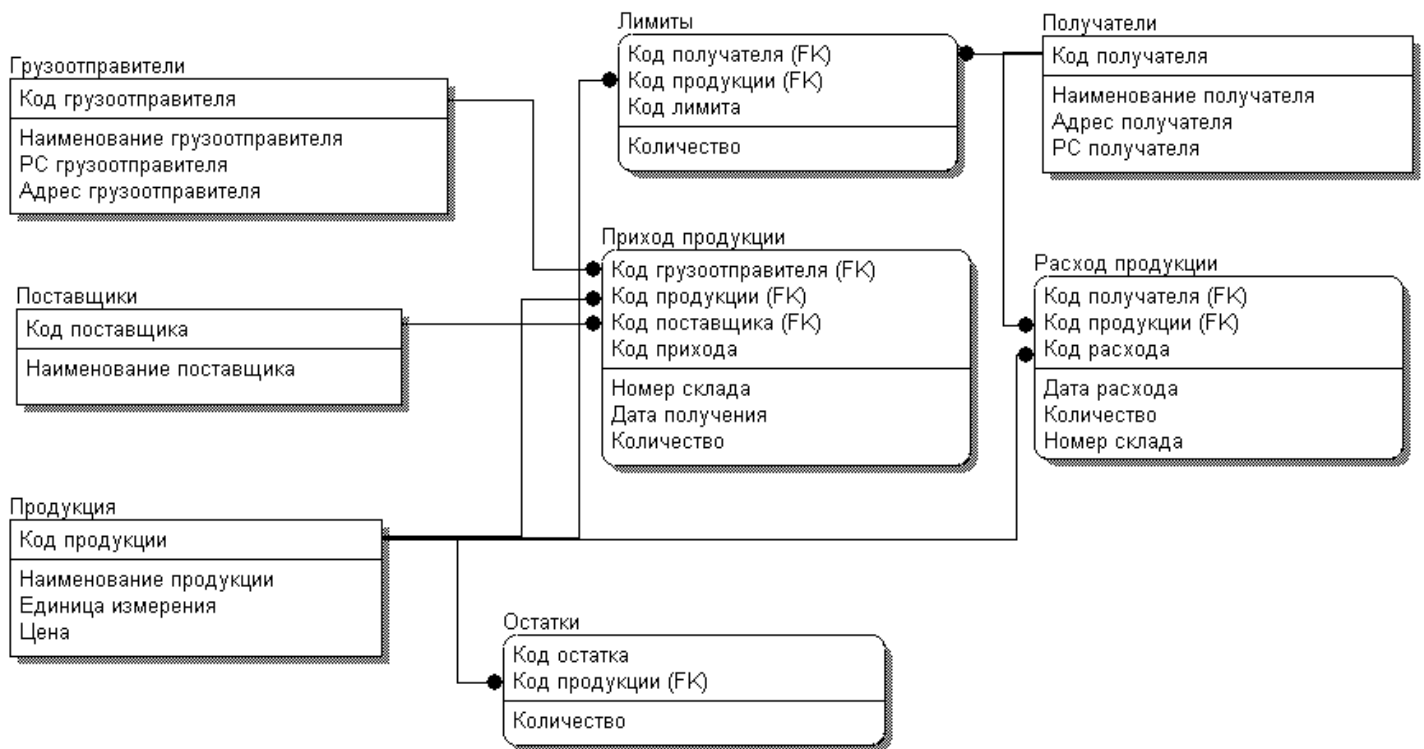 Грузоотправители
Код грузоотправителя
Наименование грузоотправителя
РС грузоотправителя
Адрес грузоотправителя
Лимиты
Код получателя (FK)
Код продукции (FK)
Код лимита
Количество
Получатели
Код получателя
Наименование получателя
Адрес получателя
РС получателя
Поставщики
Код поставщика
Наименование поставщика
Приход продукции
Код грузоотправителя (FK)
Код продукции (FK)
Код поставщика (FK)
Код прихода
Номер склада
Дата получения
Количество
Расход продукции
Код получателя (FK)
Код продукции (FK)
Код расхода
Дата расхода
Количество
Номер склада
Продукция
Код продукции
Наименование продукции
Единица измерения
Цена
Остатки
Код остатка
Код продукции (FK)
Количество